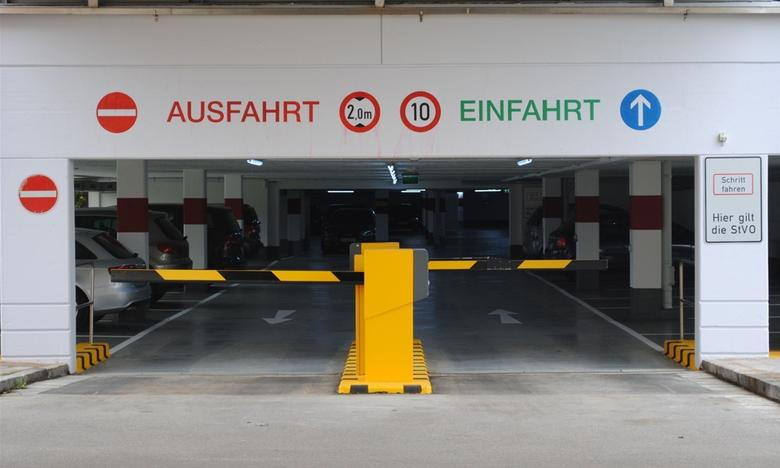 AUSFAHRT 2,0m 10 EINFAHRT
Schritt
fahren
Hier gilt
die StVO